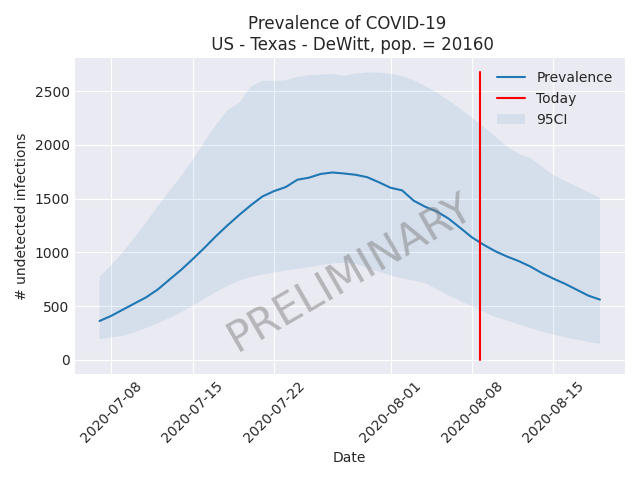 Prevalence of COVID-19
US - Texas - DeWitt, pop. = 20160
# undetected infections
2500
2000
1500
1000
500
0
Prevalence
Today
95CI
PRELIMINARY
2020-07-08
2020-07-15
2020-07-22
2020-08-01
2020-08-08
2020-08-15
Date